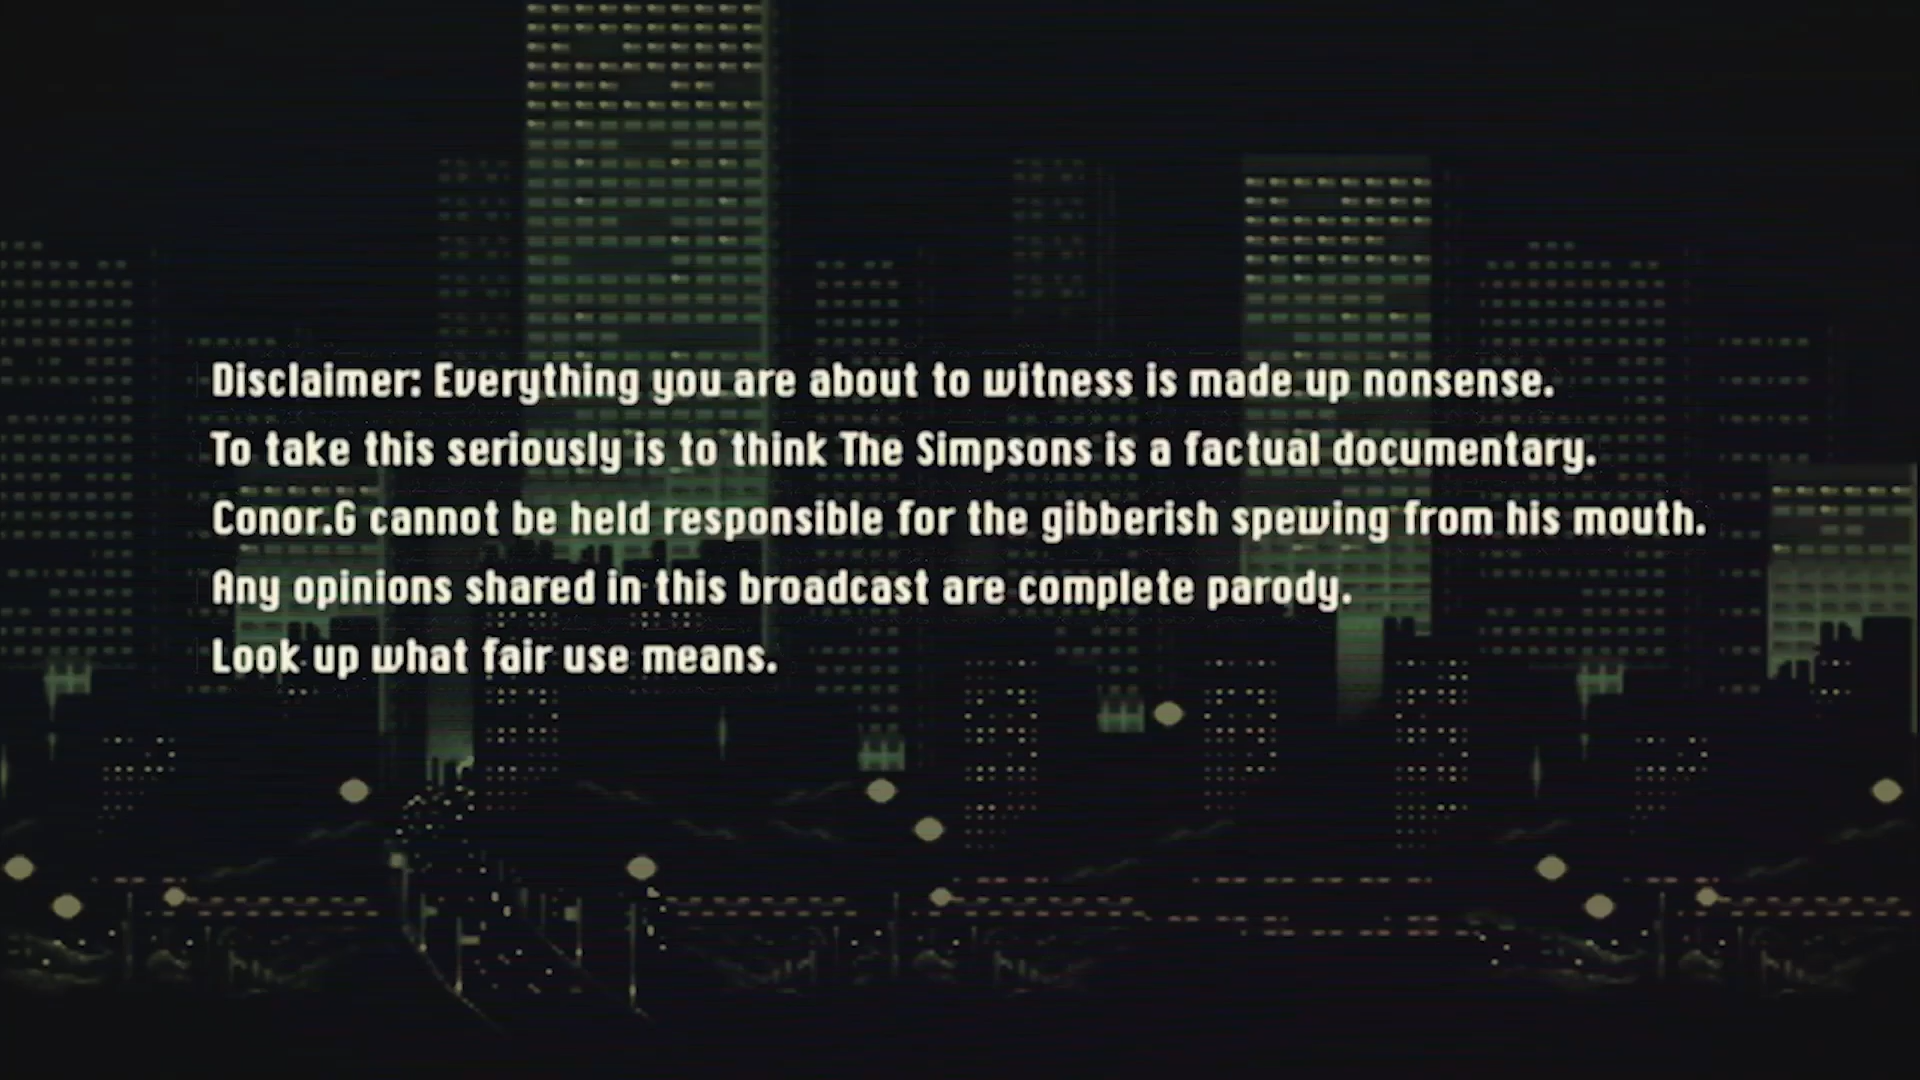 Disclaimer: Everything you are about to witness is made up nonsense.
To take this seriously is to think The Simpsons is a factual documentary.
Conor.G cannot be held responsible for the gibberish spewing from his mouth.
Any opinions shared in this broadcast are complete parody.
Look up what fair use means.